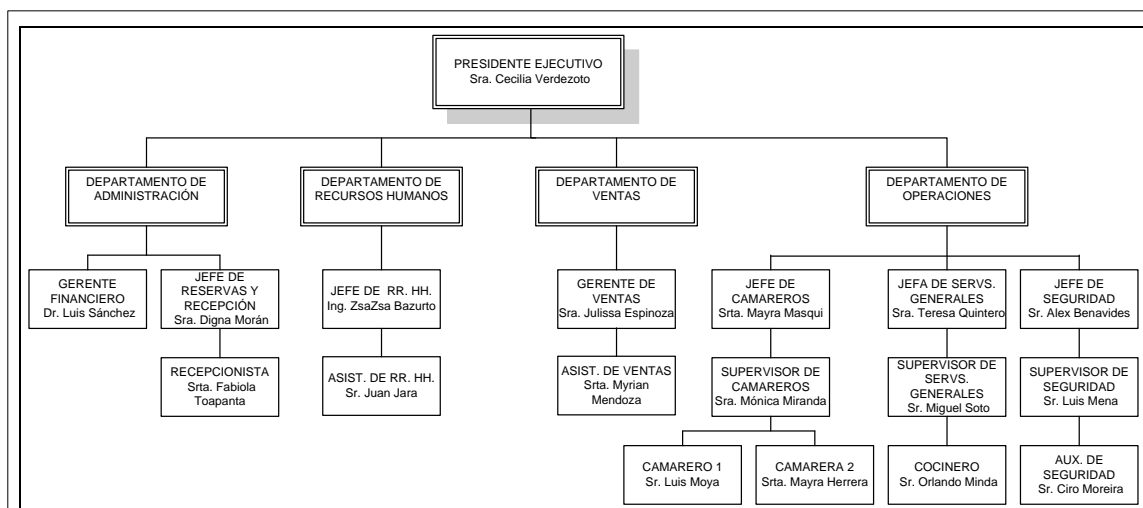 PRESIDENTE EJECUTIVO
Sra. Cecilia Verdezoto
DEPARTAMENTO DE
ADMINISTRACIÓN
DEPARTAMENTO DE
RECURSOS HUMANOS
DEPARTAMENTO DE
VENTAS
DEPARTAMENTO DE
OPERACIONES
GERENTE
FINANCIERO
Dr. Luis Sánchez
JEFE DE
RESERVAS Y
RECEPCIÓN
Sra. Digna Morán
JEFE DE RR. HH.
Ing. ZsaZsa Bazurto
GERENTE DE
VENTAS
Sra. Julissa Espinoza
JEFE DE
CAMAREROS
Srta. Mayra Masqui
JEFA DE SERVS.
GENERALES
Sra. Teresa Quintero
JEFE DE
SEGURIDAD
Sr. Alex Benavides
RECEPCIONISTA
Srta. Fabiola
Toapanta
ASIST. DE RR. HH.
Sr. Juan Jara
ASIST. DE VENTAS
Srta. Myrian
Mendoza
SUPERVISOR DE
CAMAREROS
Sra. Mónica Miranda
SUPERVISOR DE
SERVS.
GENERALES
Sr. Miguel Soto
SUPERVISOR DE
SEGURIDAD
Sr. Luis Mena
CAMARERO 1
Sr. Luis Moya
CAMARERA 2
Srta. Mayra Herrera
COCINERO
Sr. Orlando Minda
AUX. DE
SEGURIDAD
Sr. Ciro Moreira